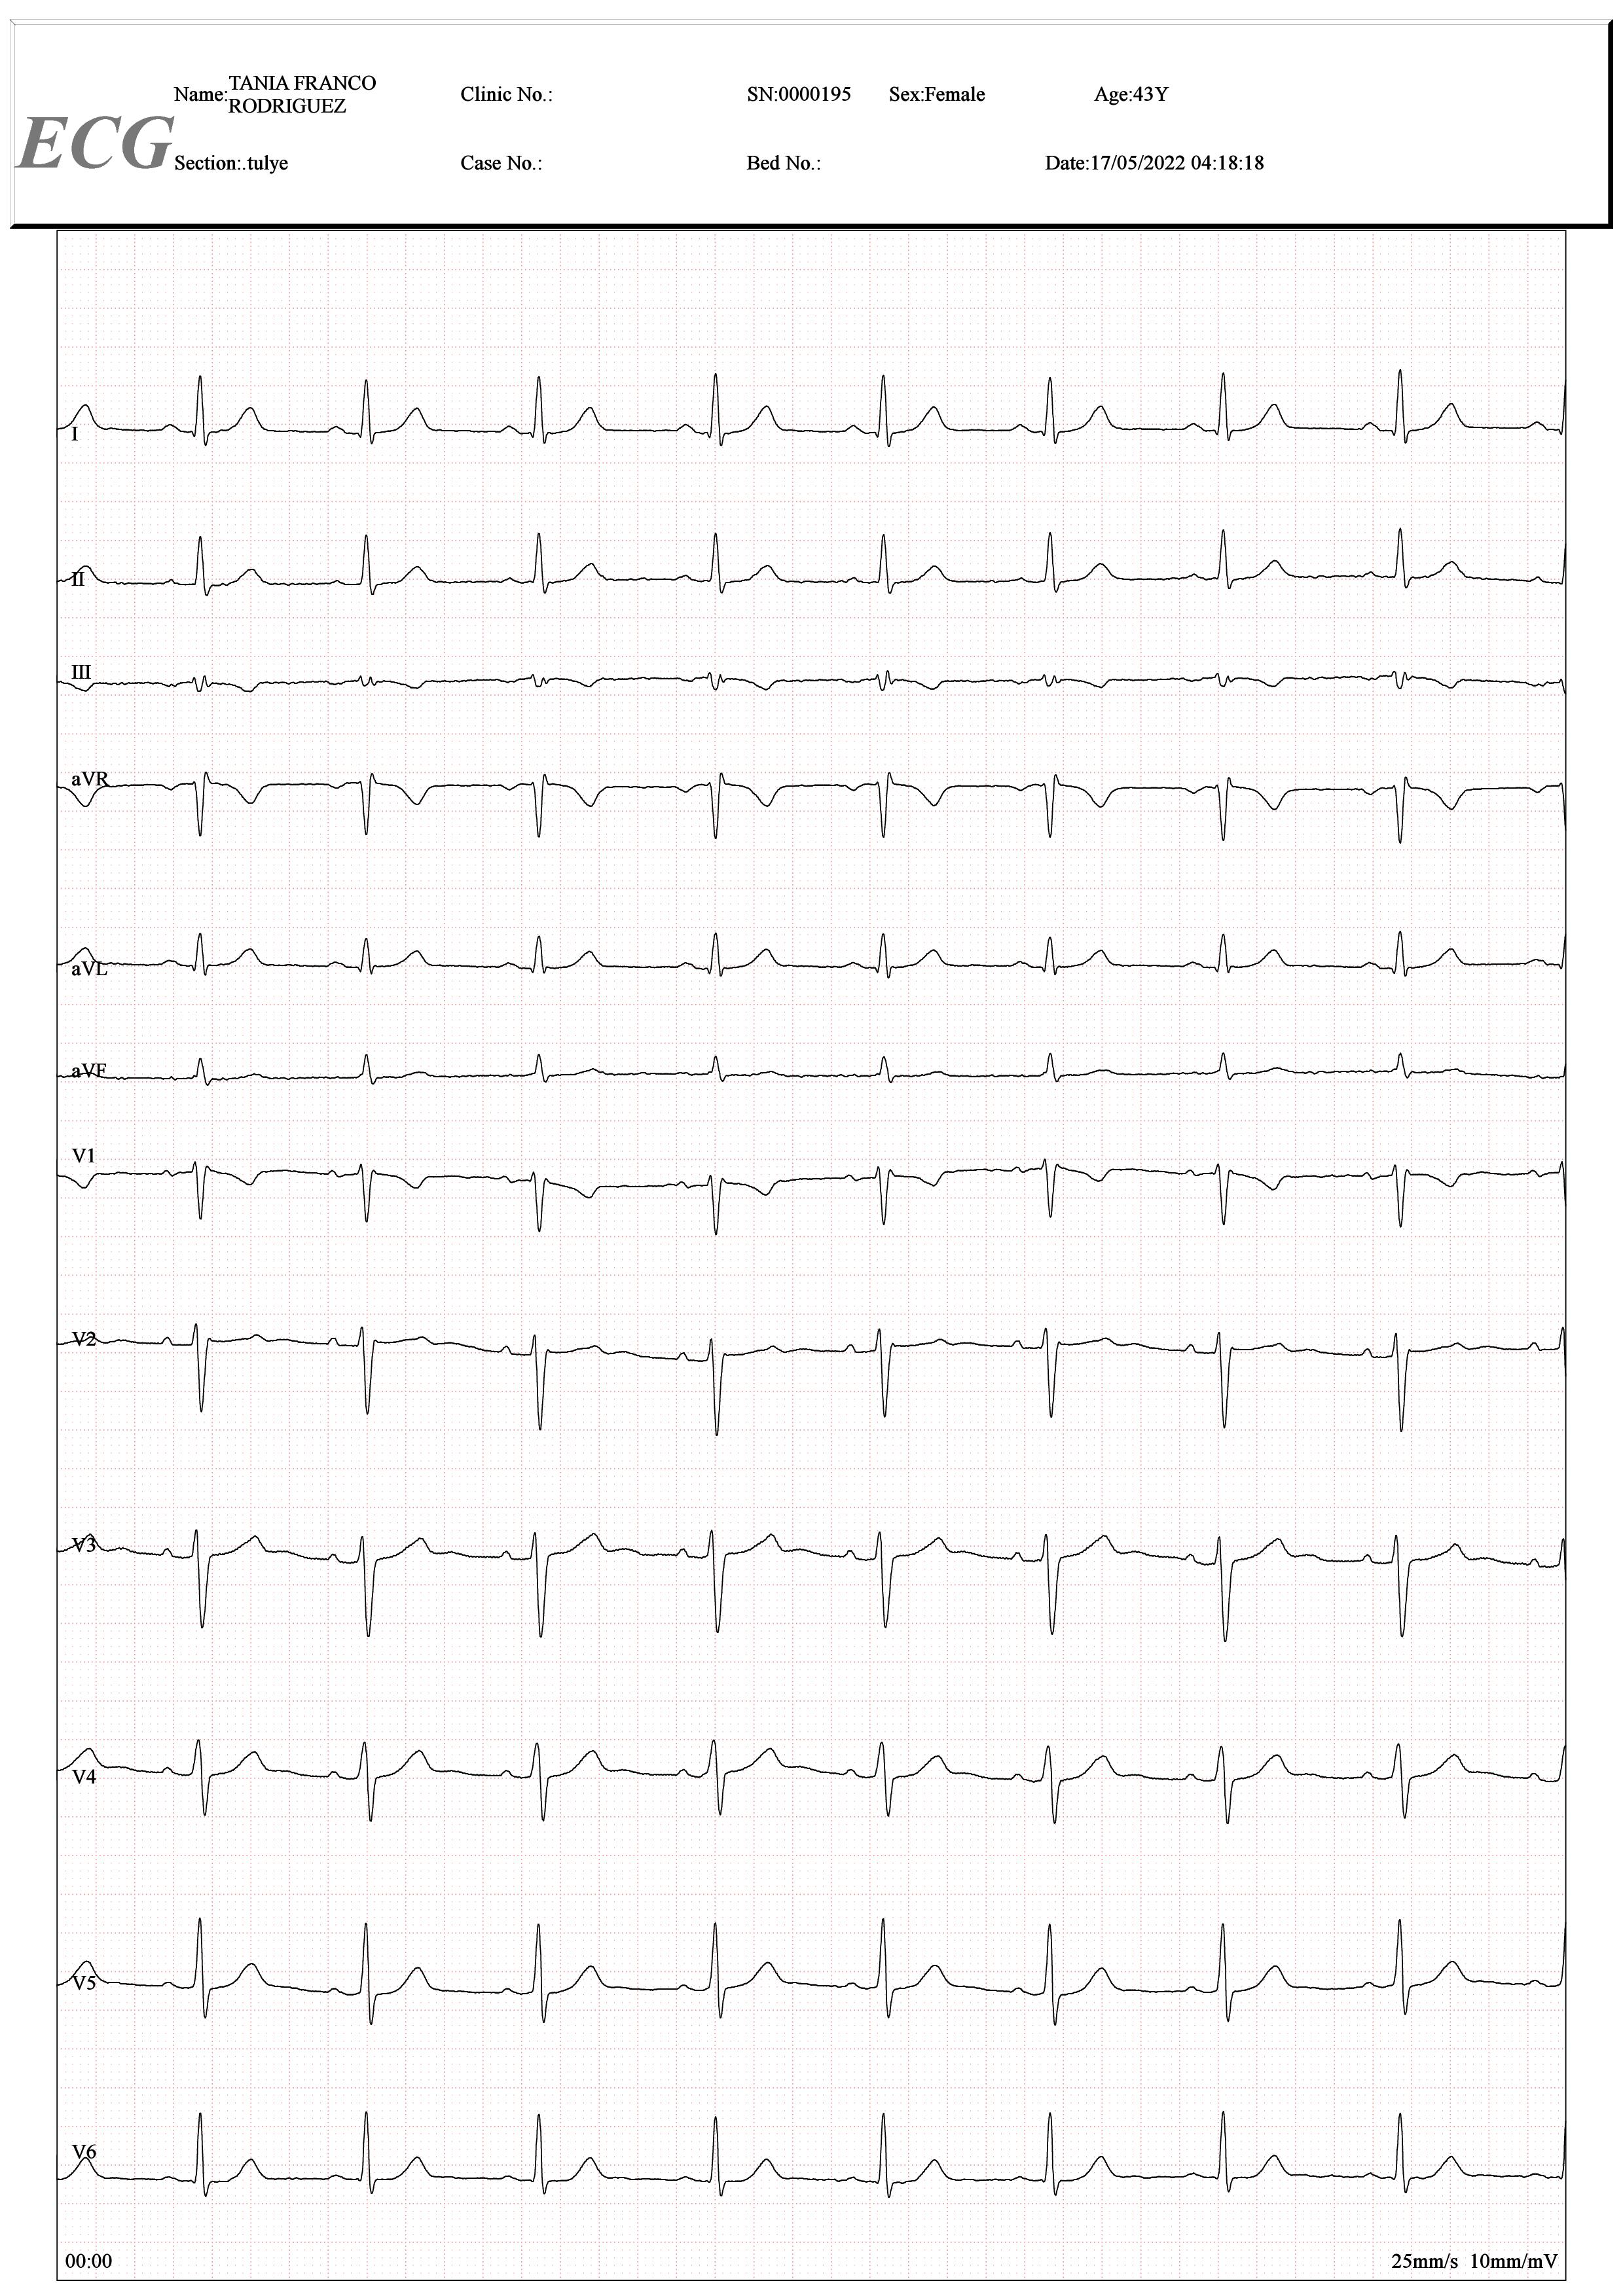 ECG
Name:TANIA FRANCO RODRIGUEZ
Clinic No.:
SN:0000195
Sex:Female
Age:43Y
Section:.tulye
Case No.:
Bed No.:
Date:17/05/2022 04:18:18
I
II
III
aVR
aVL
aVF
V1
V2
V3
V4
V5
V6
00:00
25mm/s 10mm/mV